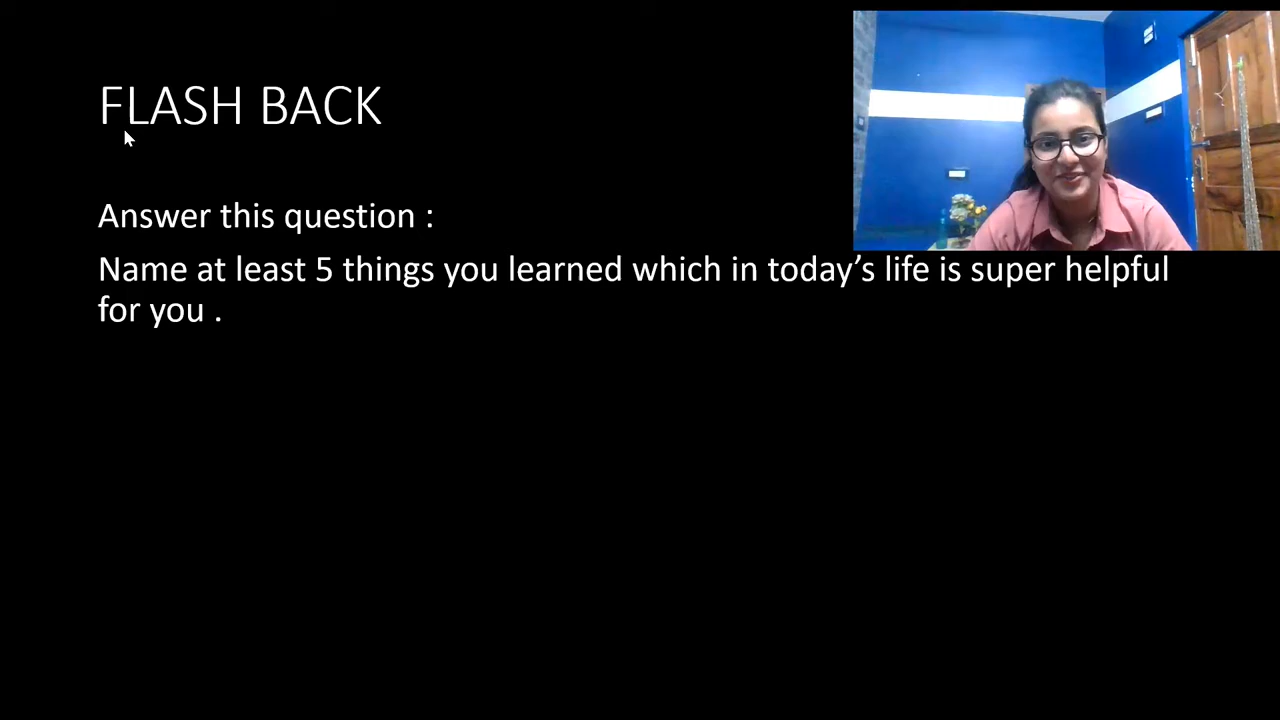 FLASH BACK
Answer this question :
Name at least 5 things you learned which in today’s life is super helpful
for you .